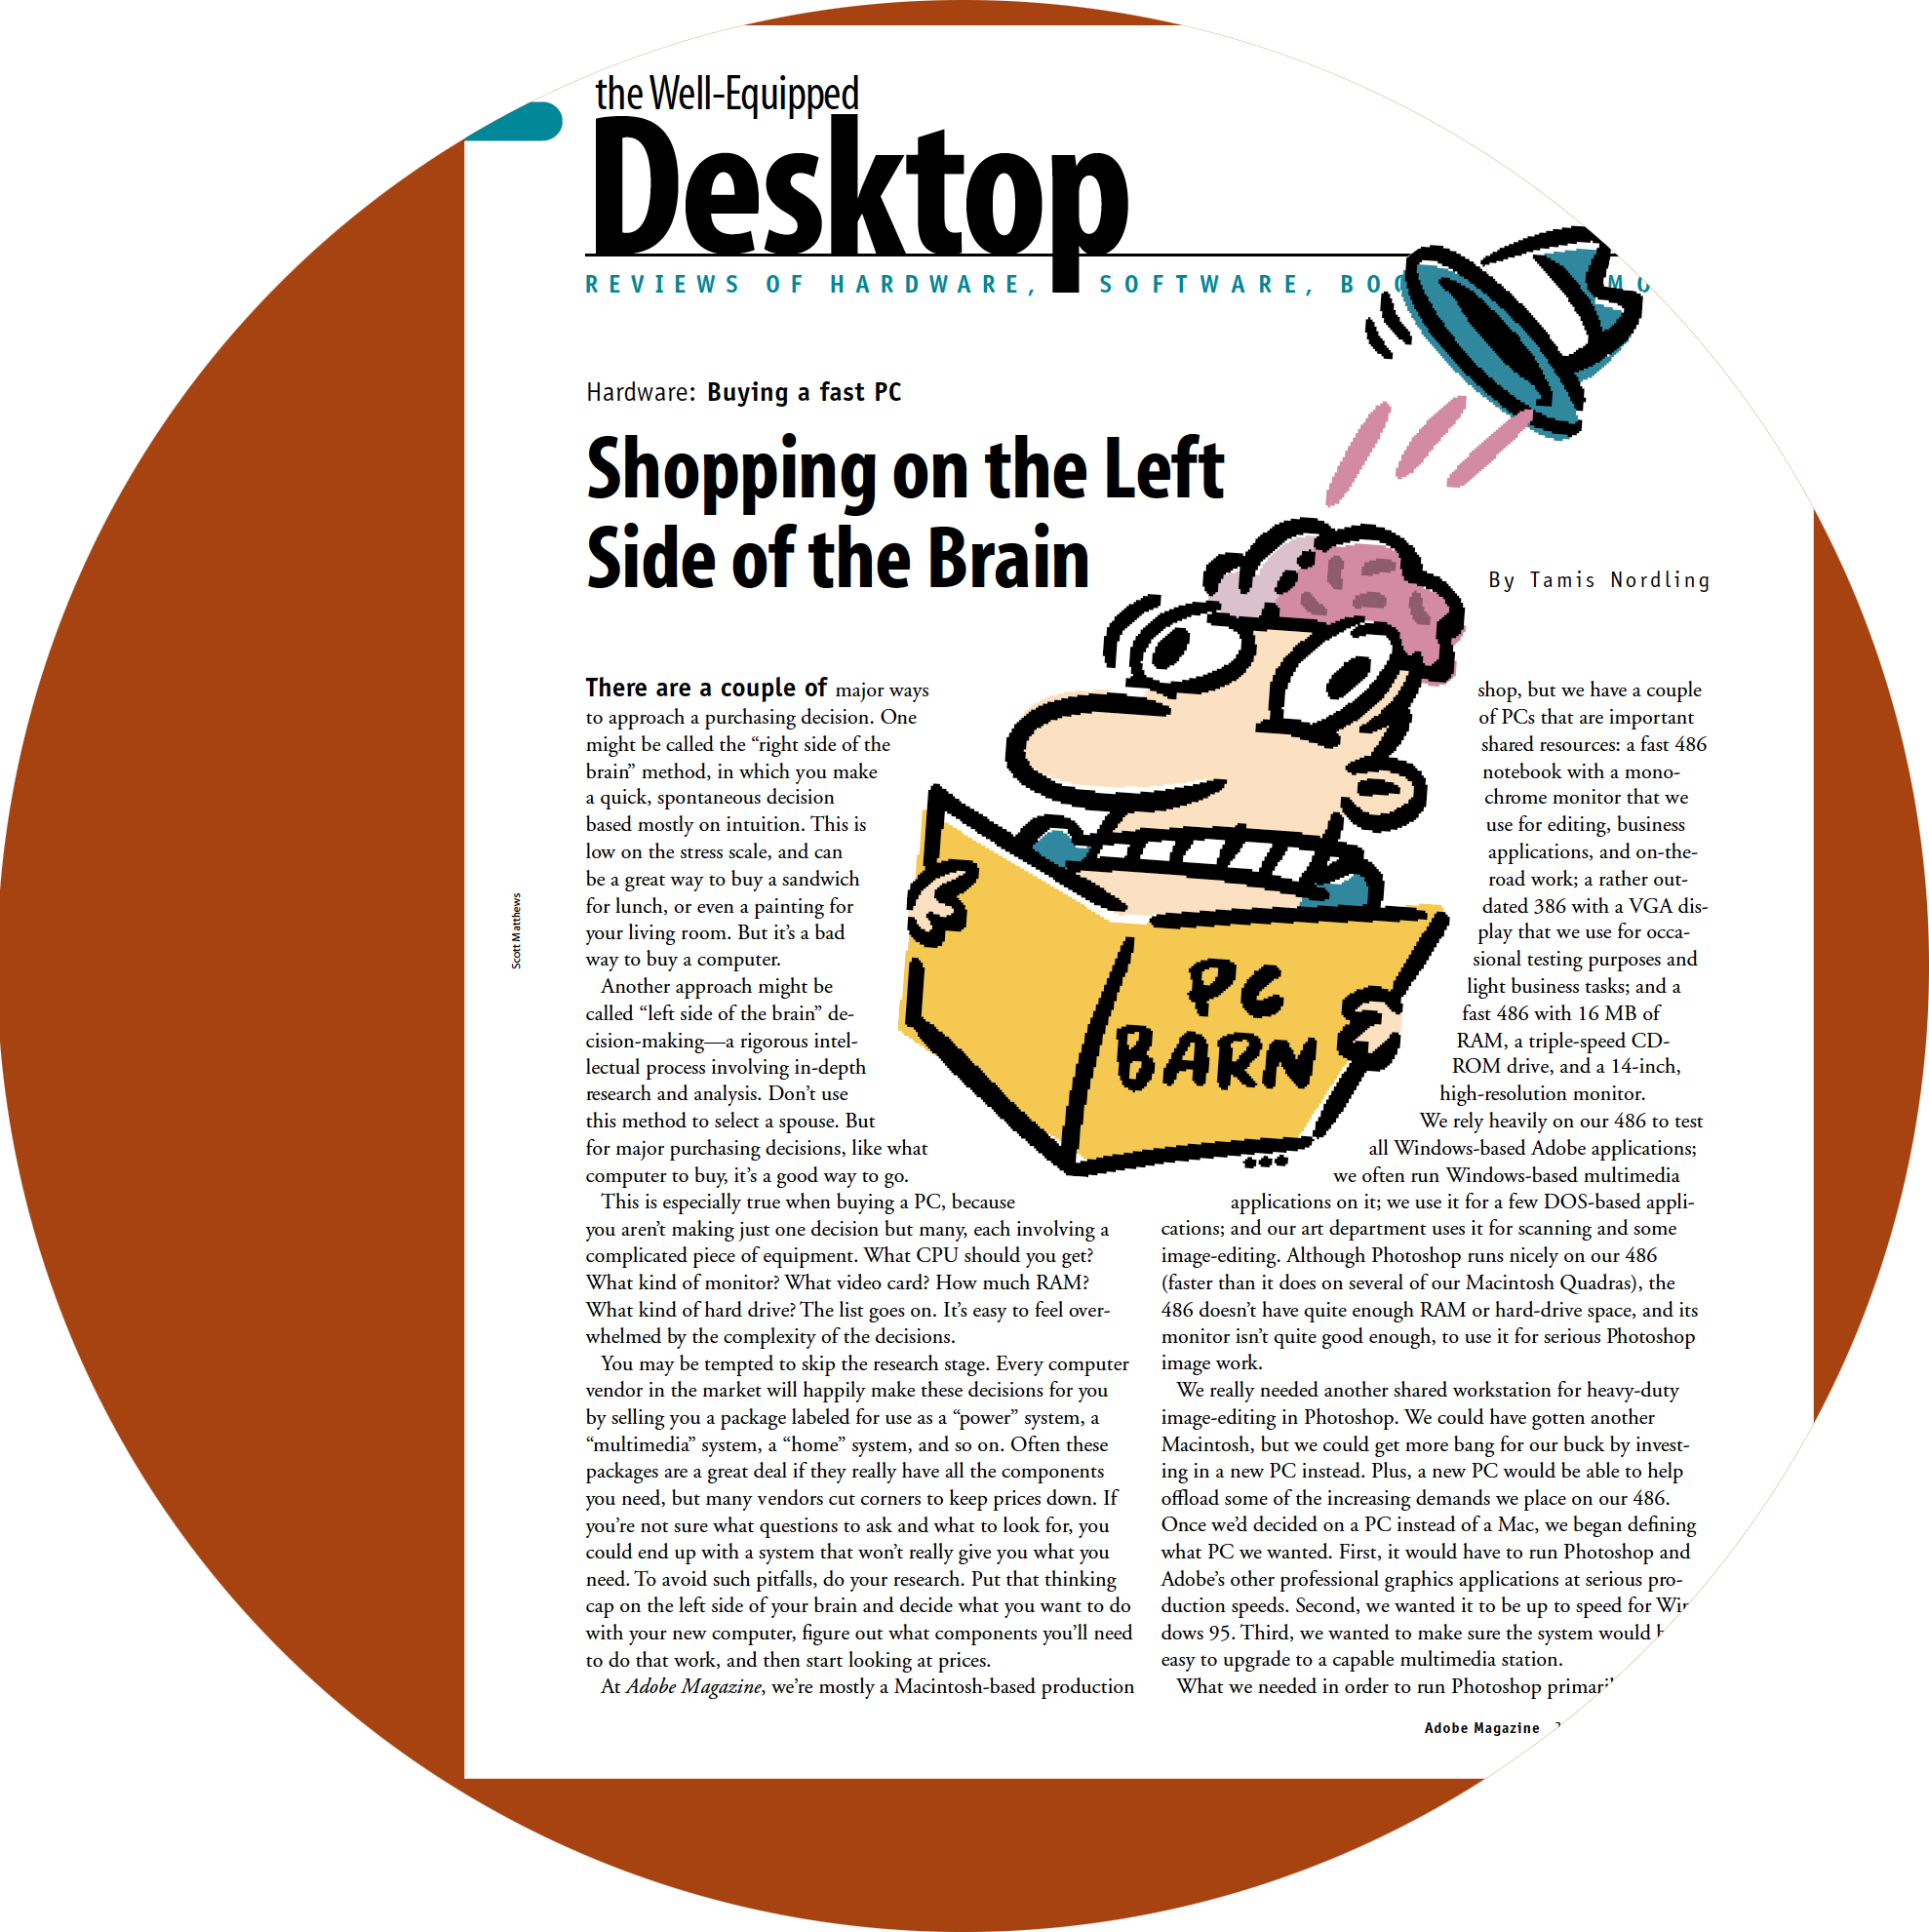 the Well-Equipped
Desktop
REVIEWS OF HARDWARE, SOFTWARE,
Hardware: Buying a fast PC
Shopping on the Left
Side of the Brain
By Tamis Nordling
There are a couple of major ways
to approach a purchasing decision. One
might be called the “right side of the
brain” method, in which you make
a quick, spontaneous decision
based mostly on intuition. This is
low on the stress scale, and can
be a great way to buy a sandwich
for lunch, or even a painting for
your living room. But it’s a bad
way to buy a computer.
Another approach might be
called “left side of the brain” de-
cision-making—a rigorous intel-
lectual process involving in-depth
research and analysis. Don’t use
this method to select a spouse. But
for major purchasing decisions, like what
computer to buy, it’s a good way to go.
This is especially true when buying a PC, because
you aren’t making just one decision but many, each involving a
complicated piece of equipment. What CPU should you get?
What kind of monitor? What video card? How much RAM?
What kind of hard drive? The list goes on. It’s easy to feel over-
whelmed by the complexity of the decisions.
You may be tempted to skip the research stage. Every computer
vendor in the market will happily make these decisions for you
by selling you a package labeled for use as a “power” system, a
“multimedia” system, a “home” system, and so on. Often these
packages are a great deal if they really have all the components
you need, but many vendors cut corners to keep prices down. If
you’re not sure what questions to ask and what to look for, you
could end up with a system that won’t really give you what you
need. To avoid such pitfalls, do your research. Put that thinking
cap on the left side of your brain and decide what you want to do
with your new computer, figure out what components you’ll need
to do that work, and then start looking at prices.
At Adobe Magazine, we’re mostly a Macintosh-based production
shop, but we have a couple
of PCs that are important
shared resources: a fast 486
notebook with a mono-
chrome monitor that we
use for editing, business
applications, and on-the-
road work; a rather out-
dated 386 with a VGA dis-
play that we use for occa-
sional testing purposes and
light business tasks; and a
fast 486 with 16 MB of
RAM, a triple-speed CD-
ROM drive, and a 14-inch,
high-resolution monitor.
We rely heavily on our 486 to test
all Windows-based Adobe applications;
we often run Windows-based multimedia
applications on it; we use it for a few DOS-based appli-
cations; and our art department uses it for scanning and some
image-editing. Although Photoshop runs nicely on our 486
(faster than it does on several of our Macintosh Quadras), the
486 doesn’t have quite enough RAM or hard-drive space, and its
monitor isn’t quite good enough, to use it for serious Photoshop
image work.
We really needed another shared workstation for heavy-duty
image-editing in Photoshop. We could have gotten another
Macintosh, but we could get more bang for our buck by invest-
ing in a new PC instead. Plus, a new PC would be able to help
offload some of the increasing demands we place on our 486.
Once we’d decided on a PC instead of a Mac, we began defining
what PC we wanted. First, it would have to run Photoshop and
Adobe’s other professional graphics applications at serious pro-
duction speeds. Second, we wanted it to be up to speed for
dows 95. Third, we wanted to make sure the system would
easy to upgrade to a capable multimedia station.
What we needed in order to run Photoshop
PC
BARN
Scott Matthews
Adobe Magazine